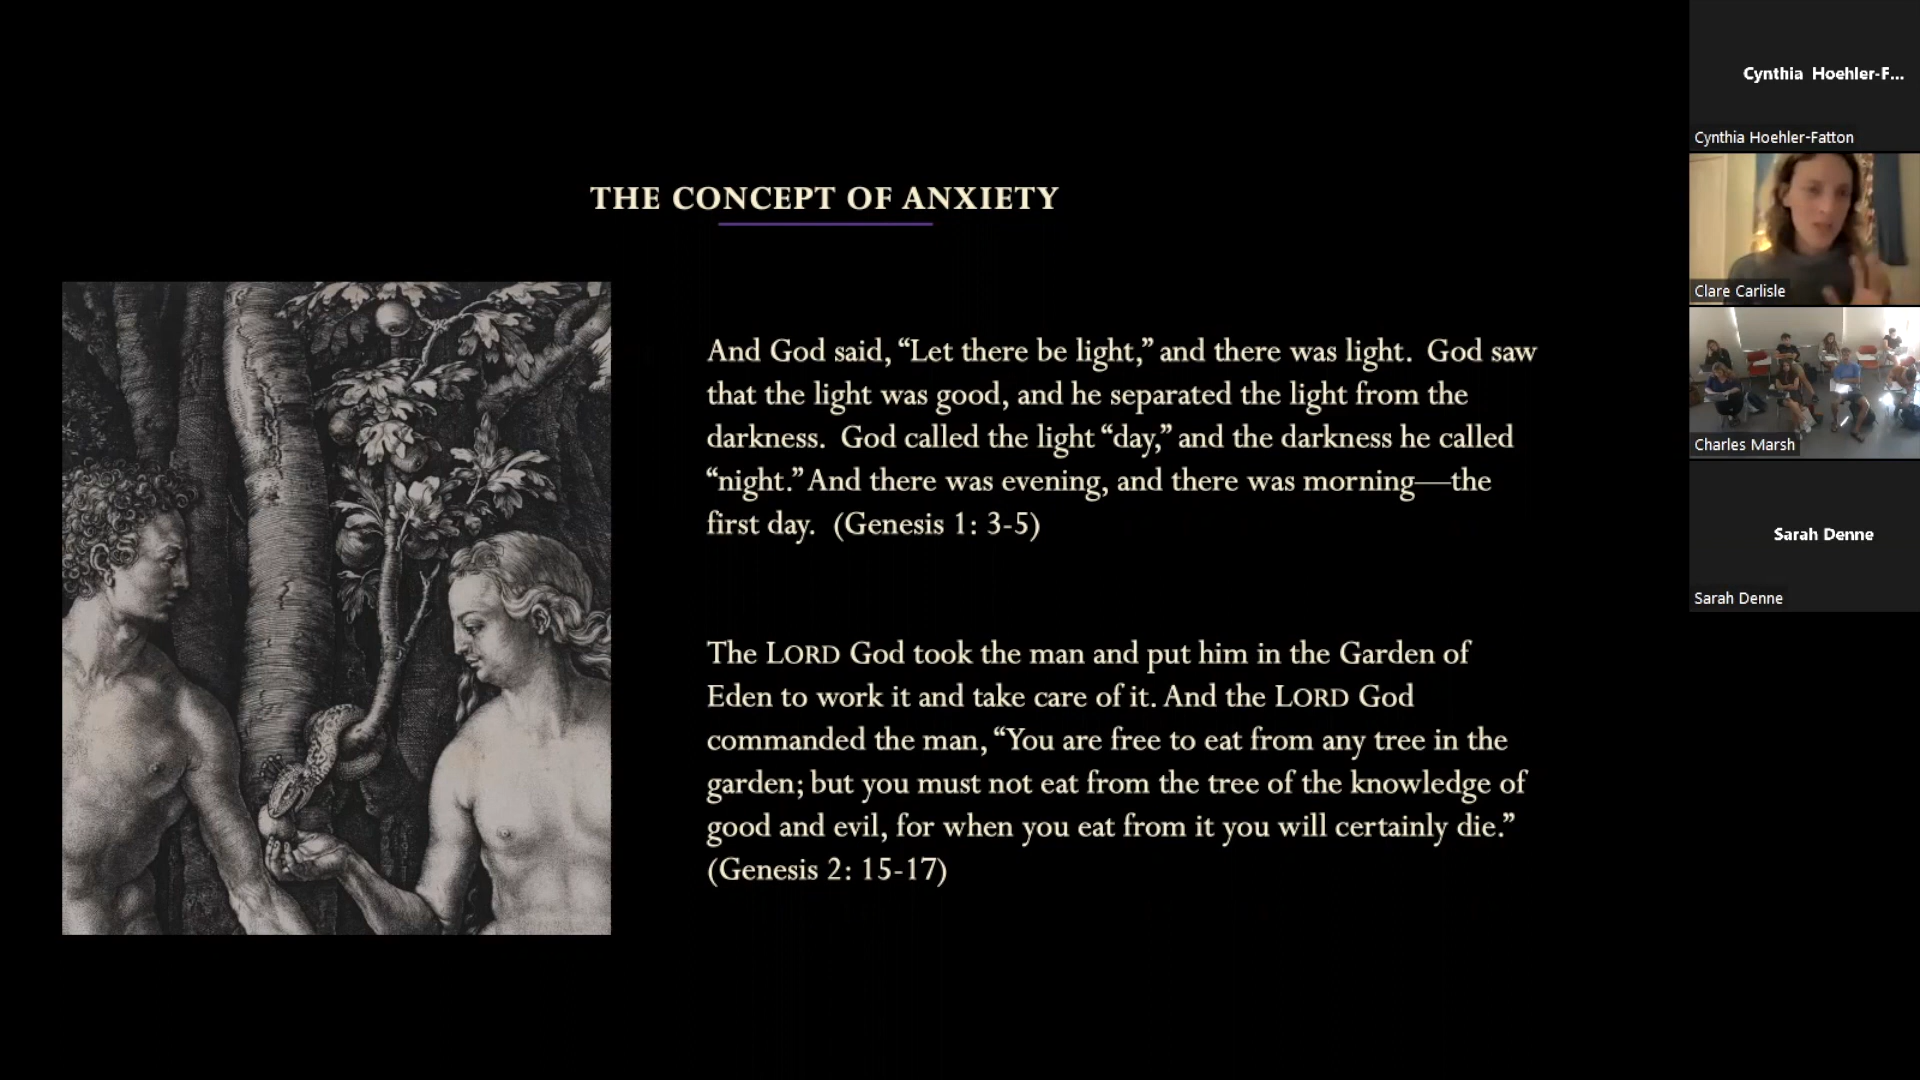 THE CONCEPT OF ANXIETY
And God said, “Let there be light,” and there was light.  God saw
that the light was good, and he separated the light from the
darkness.  God called the light “day,” and the darkness he called
“night.” And there was evening, and there was morning—the
first day.  (Genesis 1: 3-5)
The LORD God took the man and put him in the Garden of
Eden to work it and take care of it. And the LORD God
commanded the man, “You are free to eat from any tree in the
garden; but you must not eat from the tree of the knowledge of
good and evil, for when you eat from it you will certainly die.”
(Genesis 2: 15-17)
Cynthia Hoehler-F...
Cynthia Hoehler-Fatton
Clare Carlisle
Charles Marsh
Sarah Denne
Sarah Denne